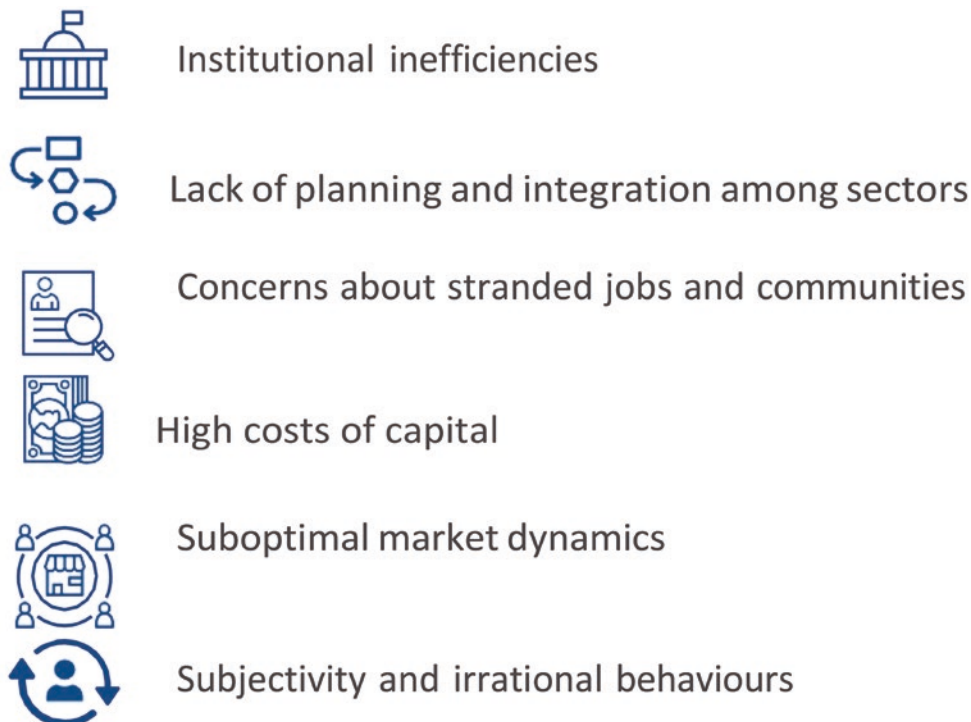 Institutional inefficiencies
Lack of planning and integration among sectors
Concerns about stranded jobs and communities
High costs of capital
Suboptimal market dynamics
Subjectivity and irrational behaviours